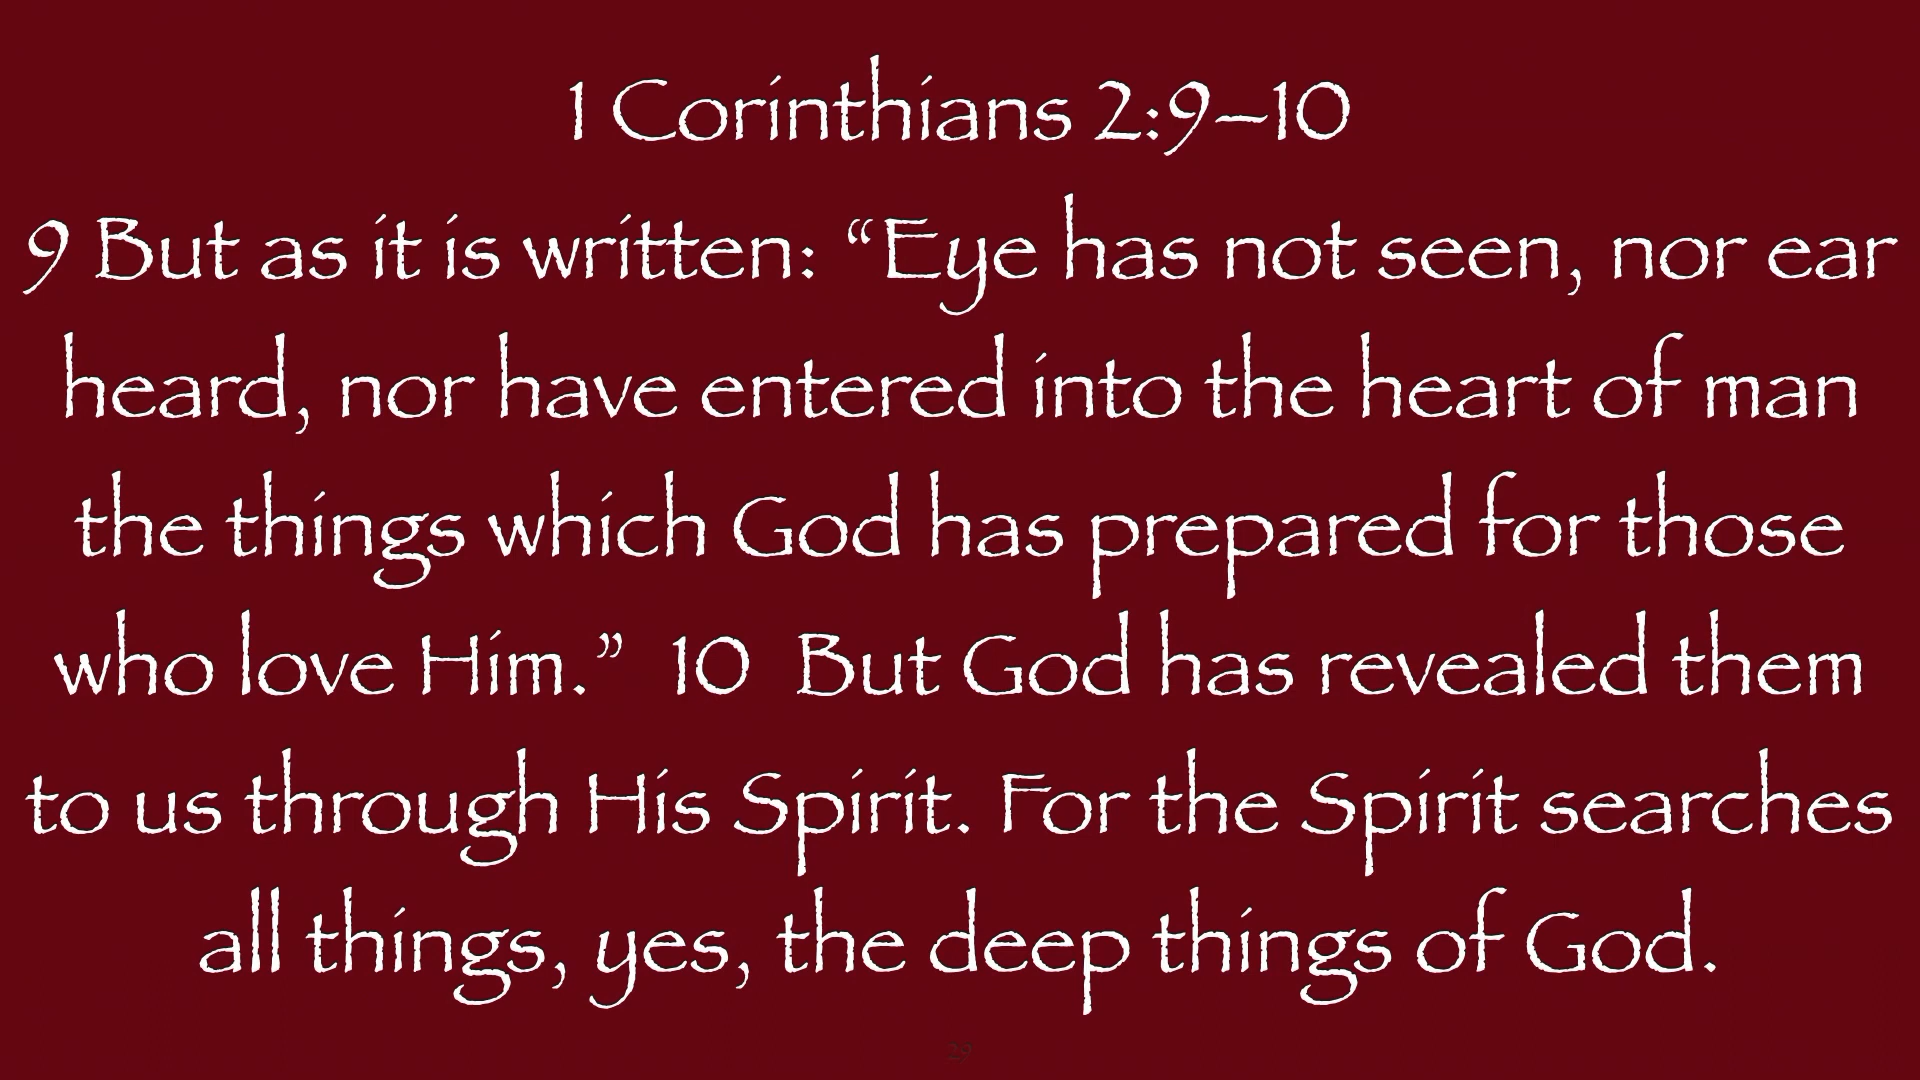 1 Corinthians 2:9–10
9 But as it is written: “Eye has not seen, nor ear
heard, nor have entered into the heart of man
the things which God has prepared for those
who love Him.” 10 But God has revealed them
to us through His Spirit. For the Spirit searches
all things, yes, the deep things of God.
29